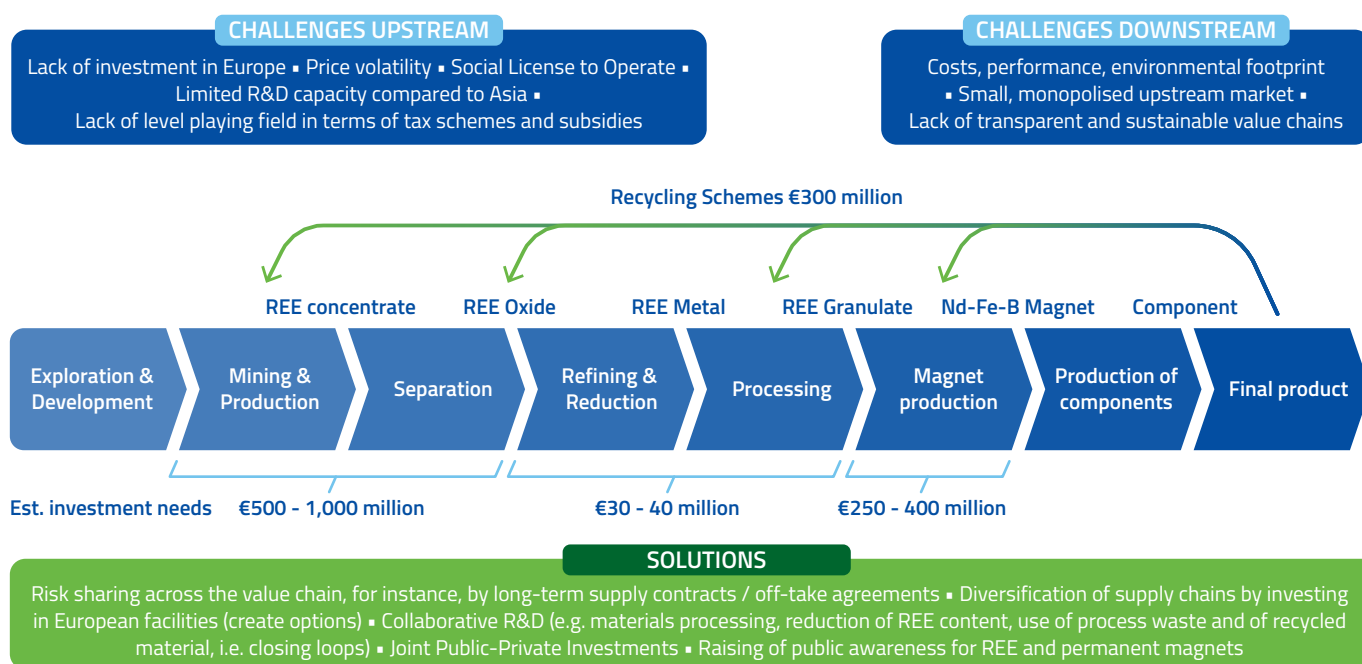 CHALLENGES UPSTREAM
Lack of investment in Europe ▪ Price volatility ▪ Social License to Operate ▪
Limited R&D capacity compared to Asia ▪
Lack of level playing field in terms of tax schemes and subsidies
CHALLENGES DOWNSTREAM
Costs, performance, environmental footprint
▪ Small, monopolised upstream market ▪
Lack of transparent and sustainable value chains
Recycling Schemes €300 million
REE concentrate
REE Oxide
REE Metal
REE Granulate
Nd-Fe-B Magnet
Component
Exploration &
Development
Mining &
Production
Separation
Refining &
Reduction
Processing
Magnet
production
Production of
components
Final product
Est. investment needs
€500 - 1,000 million
€30 - 40 million
€250 - 400 million
SOLUTIONS
Risk sharing across the value chain, for instance, by long-term supply contracts / off-take agreements ▪ Diversification of supply chains by investing
in European facilities (create options) ▪ Collaborative R&D (e.g. materials processing, reduction of REE content, use of process waste and of recycled
material, i.e. closing loops) ▪ Joint Public-Private Investments ▪ Raising of public awareness for REE and permanent magnets